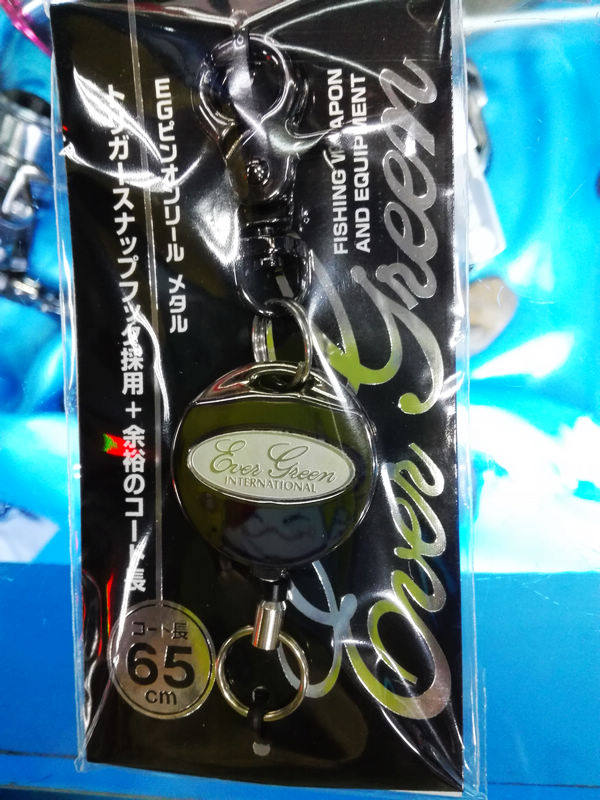 Ever Green
FISHING WEAPON
AND EQUIPMENT
EGピンオンリール メタル
トリガースナップフック採用+余裕のコード長
Ever Green
INTERNATIONAL
コード長
65
cm